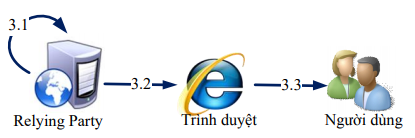 3.1
3.2
3.3
Relying Party
Trình duyệt
Người dùng